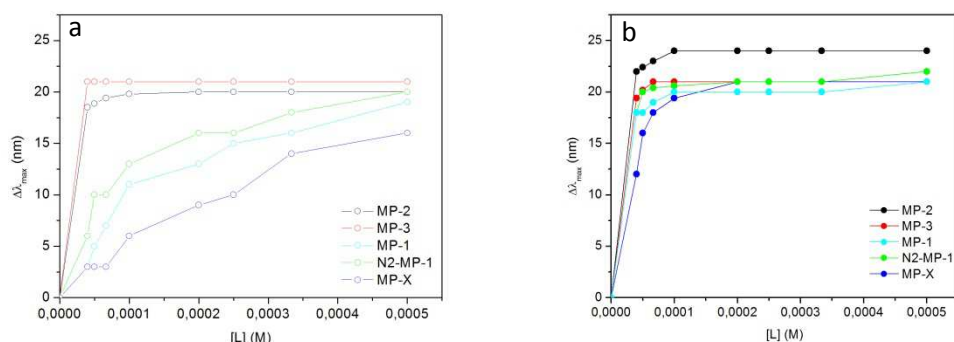 a
25
20
15
10
5
0
Δλmax (nm)
0,0000 0,0001 0,0002 0,0003 0,0004 0,0005
[L] (M)
MP-2
MP-3
MP-1
N2-MP-1
MP-X
b
25
20
15
10
5
0
Δλmax (nm)
0,0000 0,0001 0,0002 0,0003 0,0004 0,0005
[L] (M)
MP-2
MP-3
MP-1
N2-MP-1
MP-X